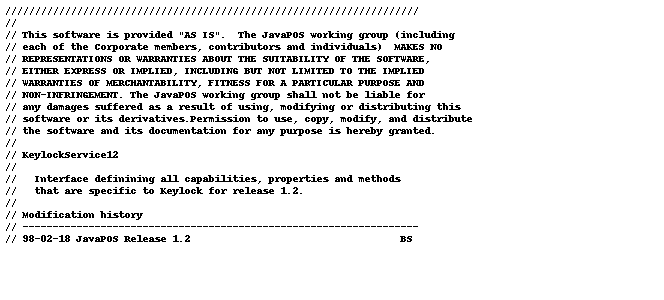 //////////////////////////////////////////////////////////////////////
//
// This software is provided "AS IS".  The JavaPOS working group (including
// each of the Corporate members, contributors and individuals)  MAKES NO
// REPRESENTATIONS OR WARRANTIES ABOUT THE SUITABILITY OF THE SOFTWARE,
// EITHER EXPRESS OR IMPLIED, INCLUDING BUT NOT LIMITED TO THE IMPLIED
// WARRANTIES OF MERCHANTABILITY, FITNESS FOR A PARTICULAR PURPOSE AND
// NON-INFRINGEMENT. The JavaPOS working group shall not be liable for
// any damages suffered as a result of using, modifying or distributing this
// software or its derivatives.Permission to use, copy, modify, and distribute
// the software and its documentation for any purpose is hereby granted.
//
// KeylockService12
//
//   Interface definining all capabilities, properties and methods
//   that are specific to Keylock for release 1.2.
//
// Modification history
// ------------------------------------------------------------------
// 98-02-18 JavaPOS Release 1.2                                   BS